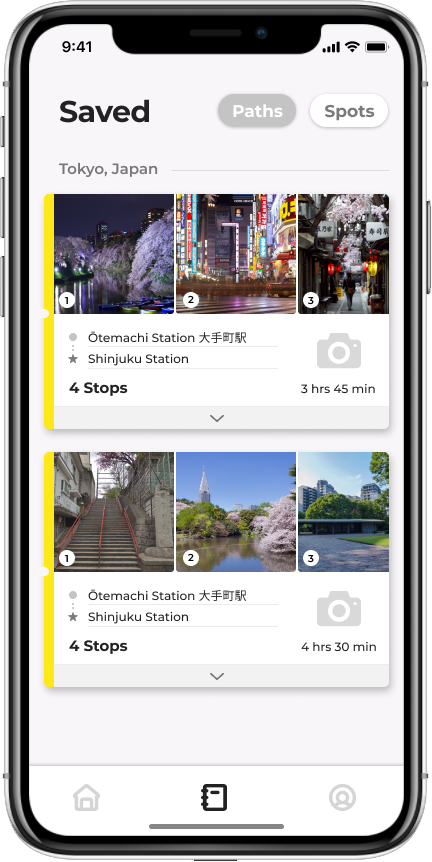 9:41
Saved
Paths
Spots
Tokyo, Japan
1
2
3
Ōtemachi Station 大手町駅
Shinjuku Station
4 Stops
3 hrs 45 min
1
2
3
Ōtemachi Station 大手町駅
Shinjuku Station
4 Stops
4 hrs 30 min